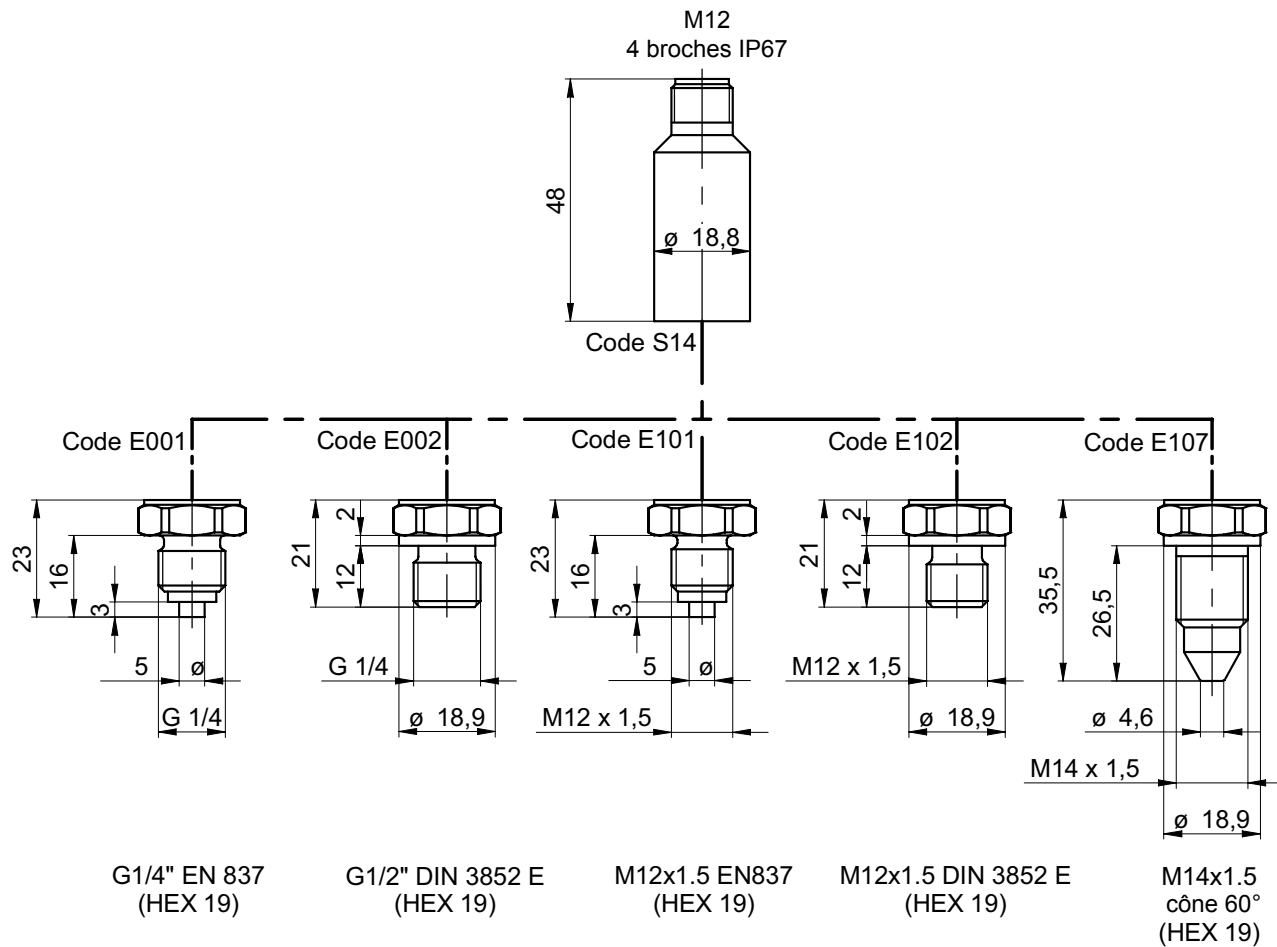 M12
4 broches IP67
48
ø 18,8
Code S14
Code E001
Code E002
Code E101
Code E102
Code E107
23
16
3
5 ø
G 1/4
21
2
12
G 1/4
ø 18,9
23
16
3
5 ø
M12 x 1,5
21
2
12
M12 x 1,5
ø 18,9
35,5
26,5
ø 4,6
M14 x 1,5
ø 18,9
G1/4" EN 837
(HEX 19)
G1/2" DIN 3852 E
(HEX 19)
M12x1.5 EN837
(HEX 19)
M12x1.5 DIN 3852 E
(HEX 19)
M14x1.5
cône 60°
(HEX 19)